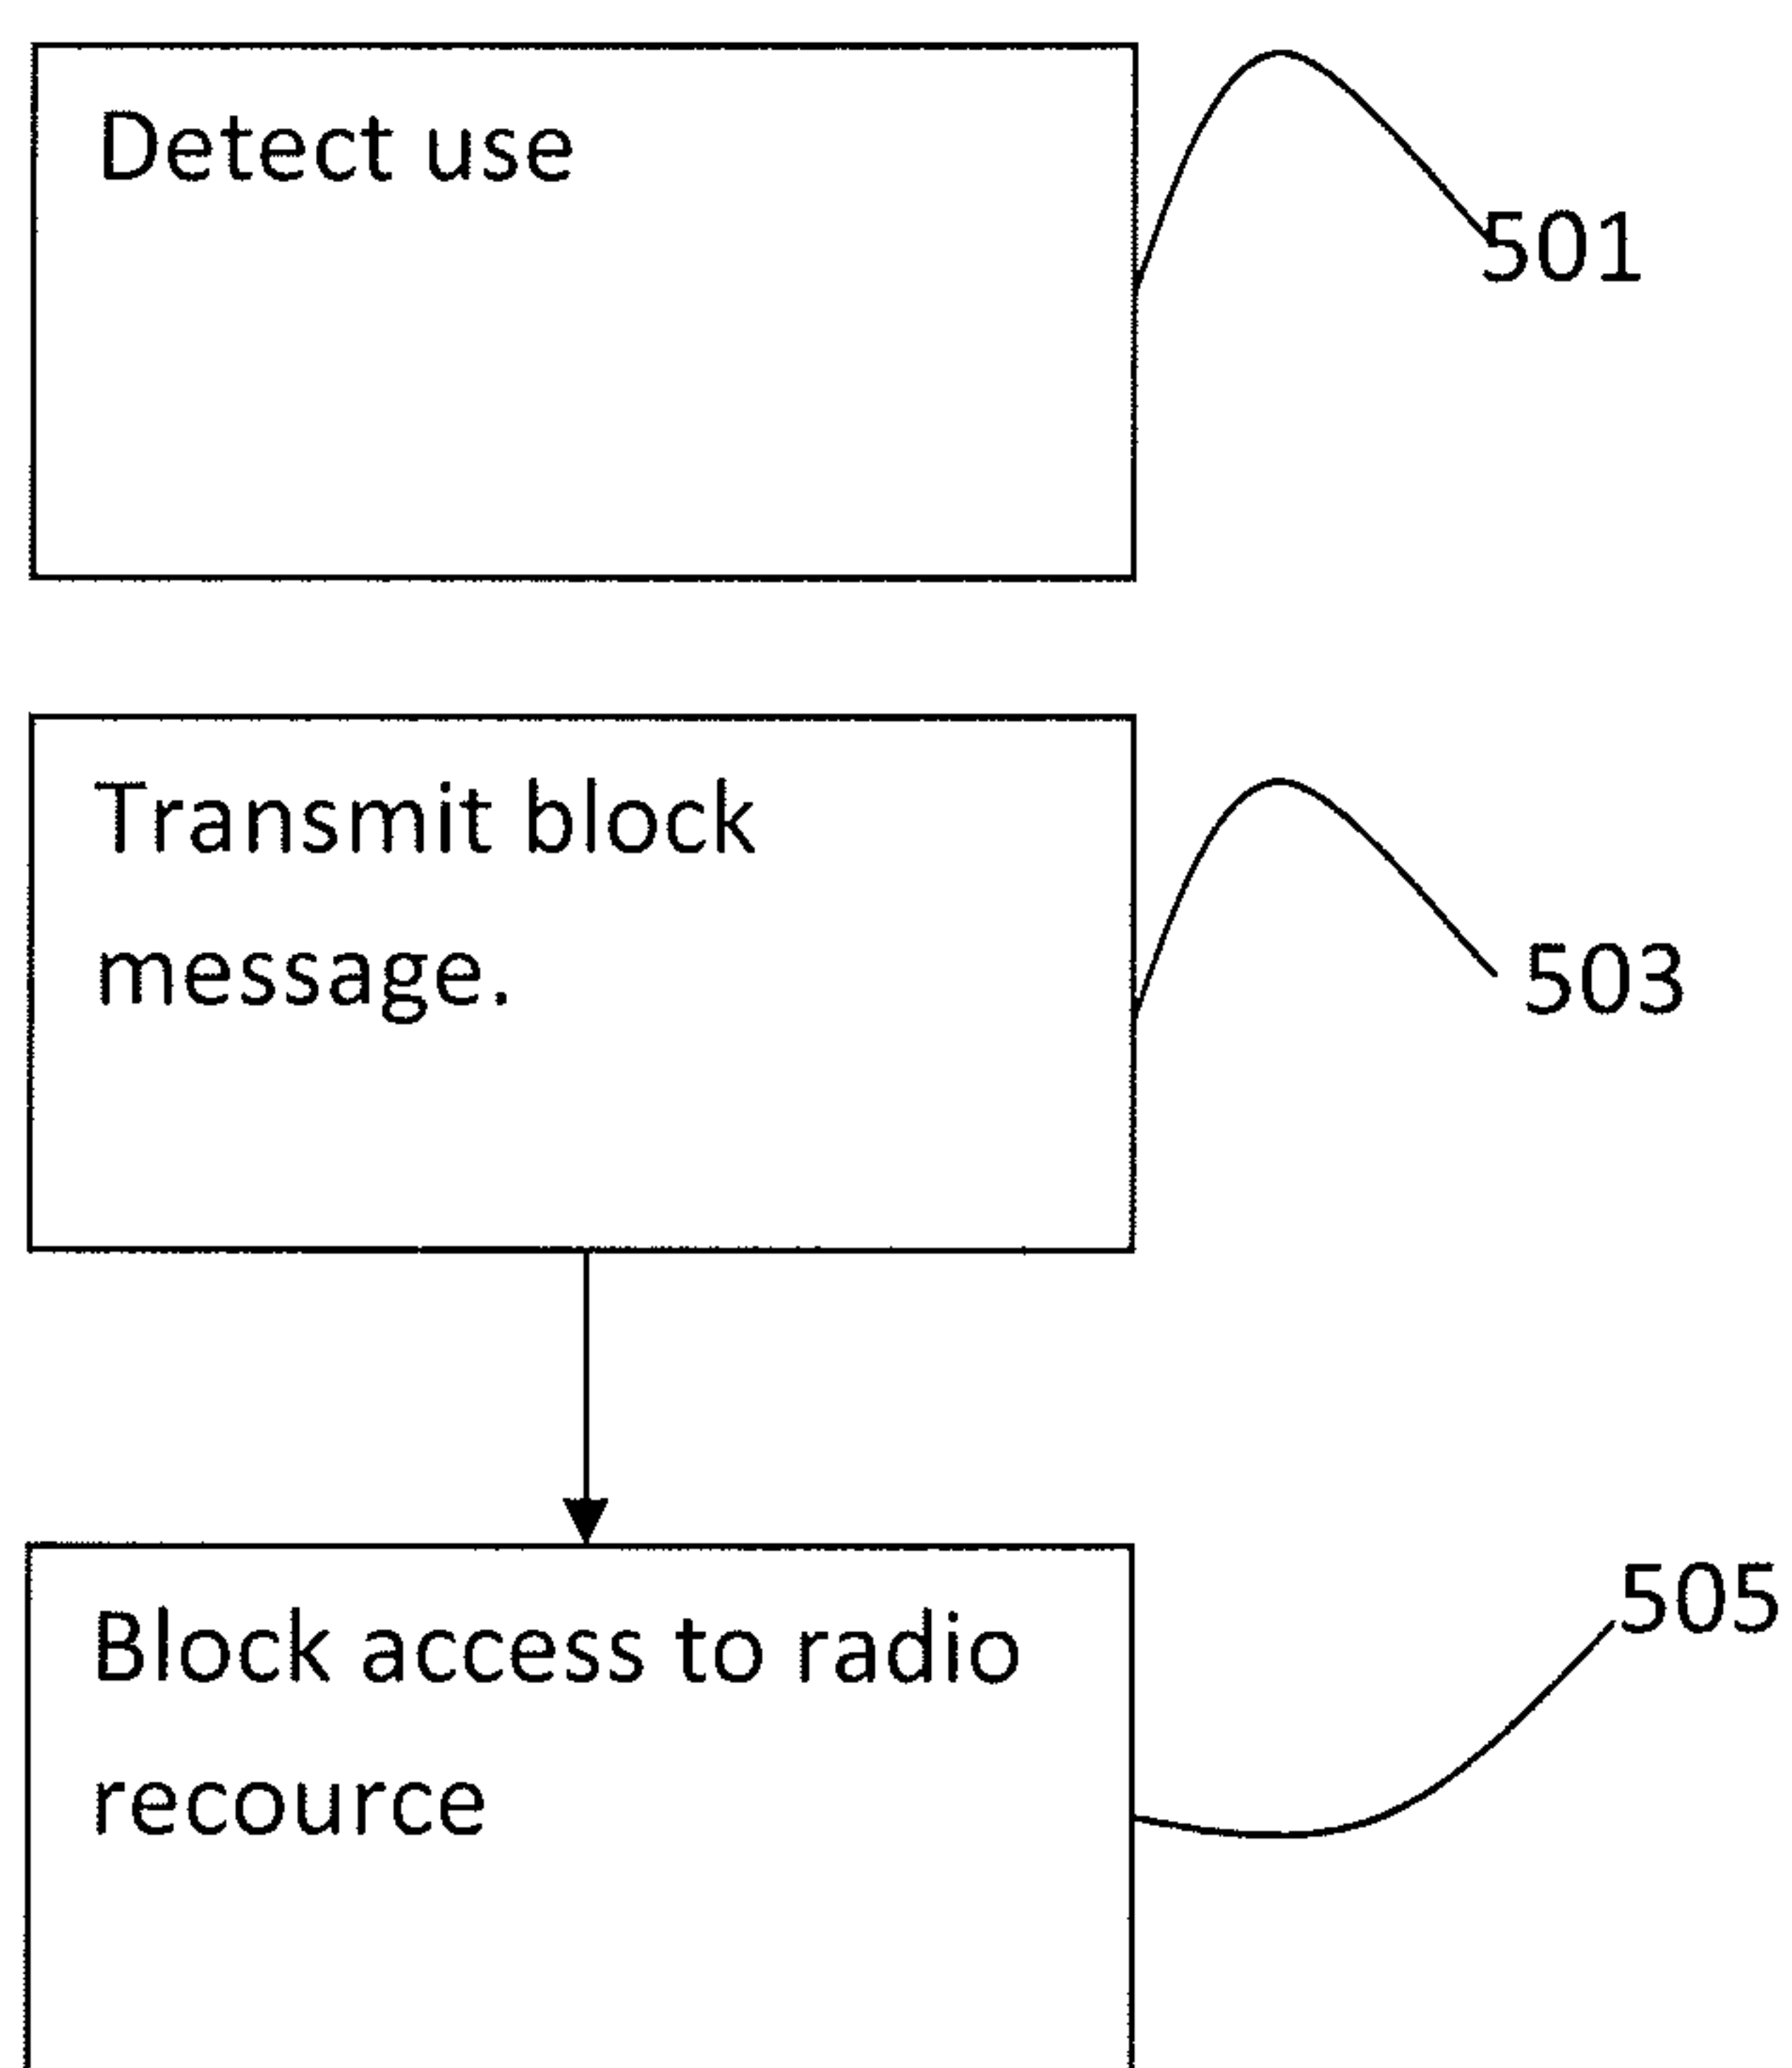 Detect use
501
Transmit block
message.
503
Block access to radio
recource
505